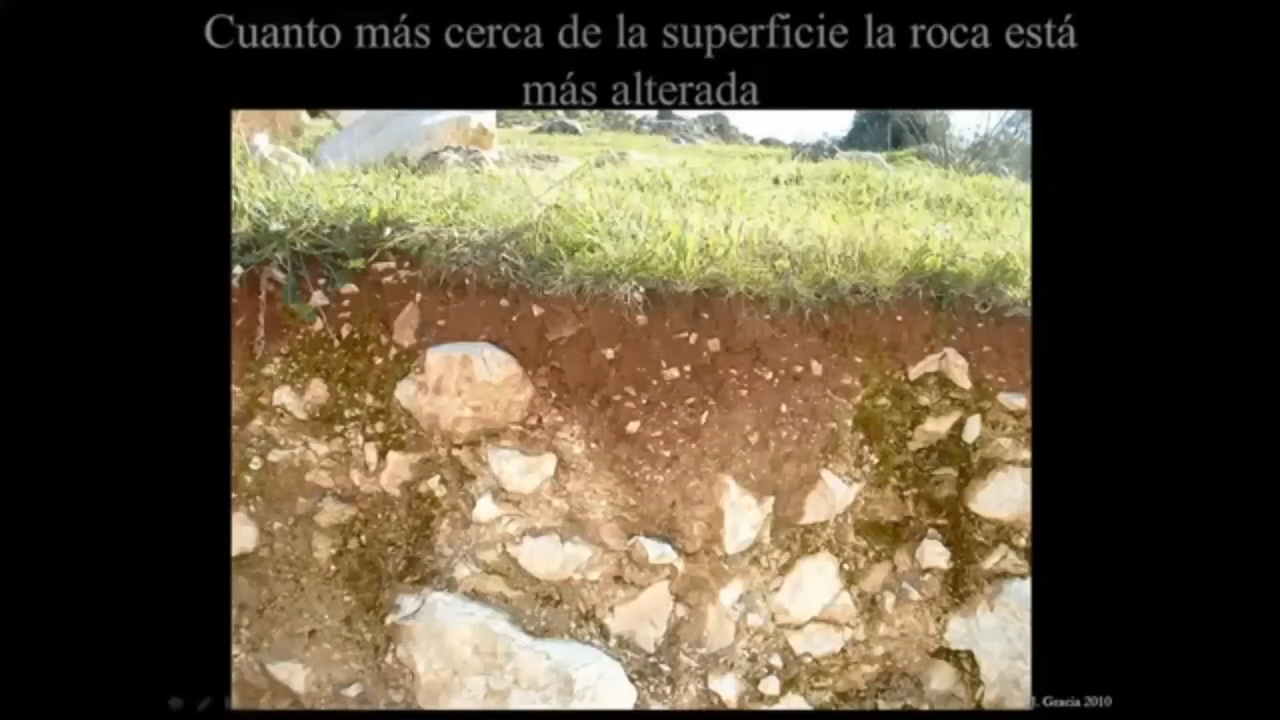 Cuanto más cerca de la superficie la roca está
más alterada
J. Gracia 2010